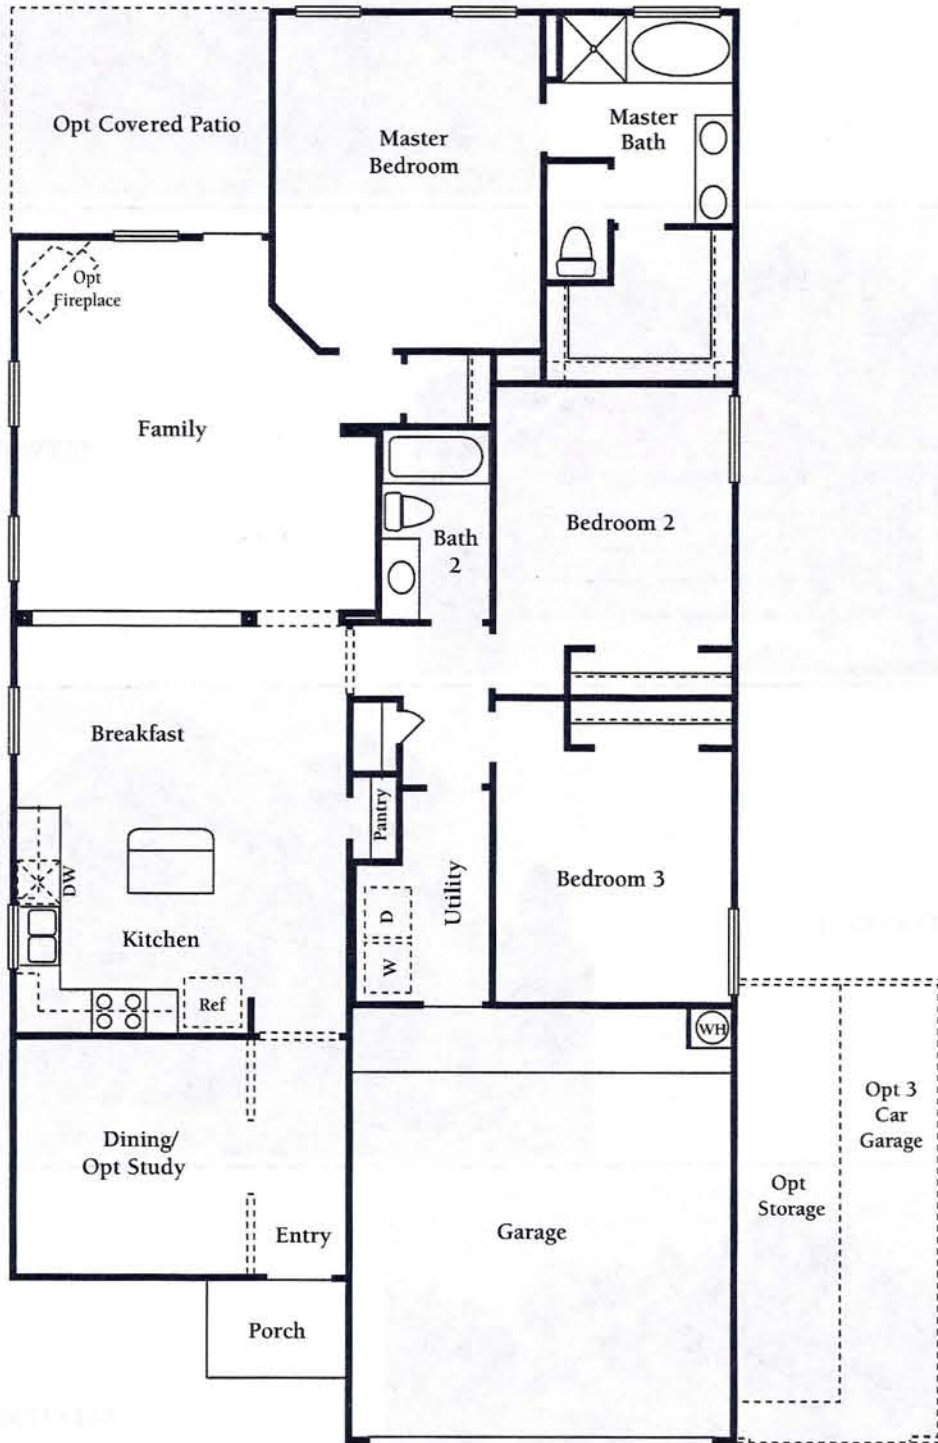 Opt Covered Patio
Master
Bedroom
Master
Bath
Opt
Fireplace
Family
Bath
2
Bedroom 2
Breakfast
Pantry
DW
Kitchen
Utility
D
W
Bedroom 3
Ref
WH
Dining/
Opt Study
Entry
Garage
Opt
Storage
Opt 3
Car
Garage
Porch